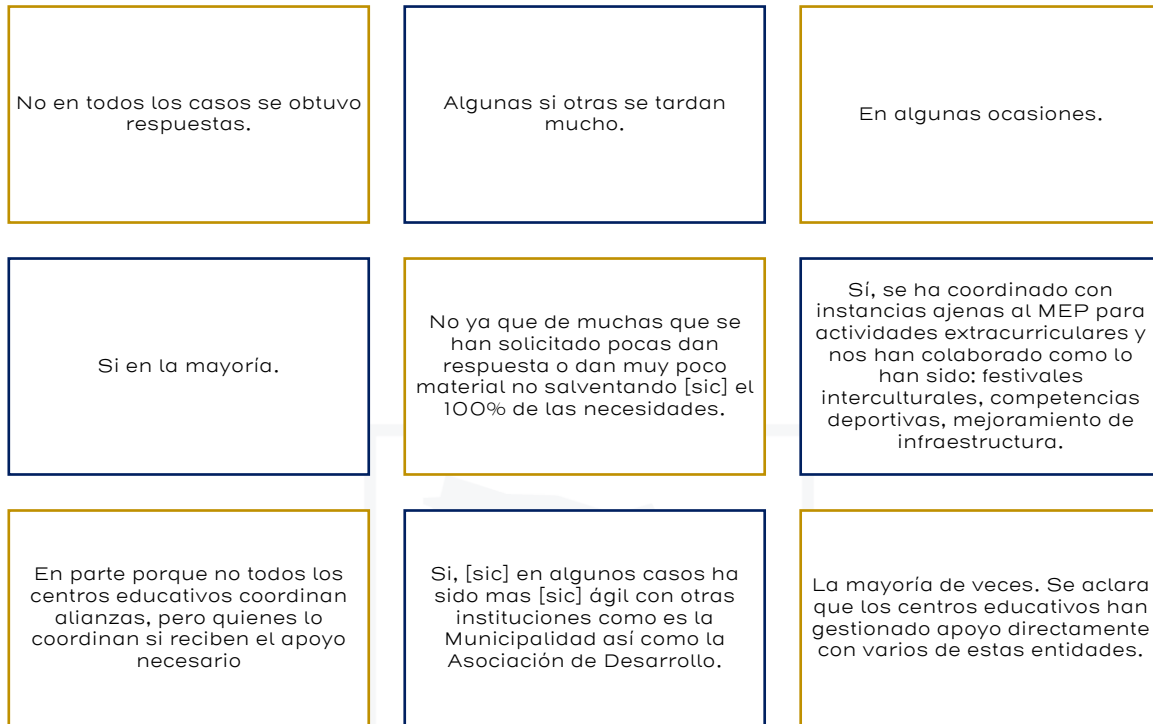 No en todos los casos se obtuvo
respuestas.
Algunas si otras se tardan
mucho.
En algunas ocasiones.
Si en la mayoría.
No ya que de muchas que se
han solicitado pocas dan
respuesta o dan muy poco
material no salventando [sic] el
100% de las necesidades.
Sí, se ha coordinado con
instancias ajenas al MEP para
actividades extracurriculares y
nos han colaborado como lo
han sido: festivales
interculturales, competencias
deportivas, mejoramiento de
infraestructura.
En parte porque no todos los
centros educativos coordinan
alianzas, pero quienes lo
coordinan si reciben el apoyo
necesario
Si, [sic] en algunos casos ha
sido mas [sic] ágil con otras
instituciones como es la
Municipalidad así como la
Asociación de Desarrollo.
La mayoría de veces. Se aclara
que los centros educativos han
gestionado apoyo directamente
con varios de estas entidades.